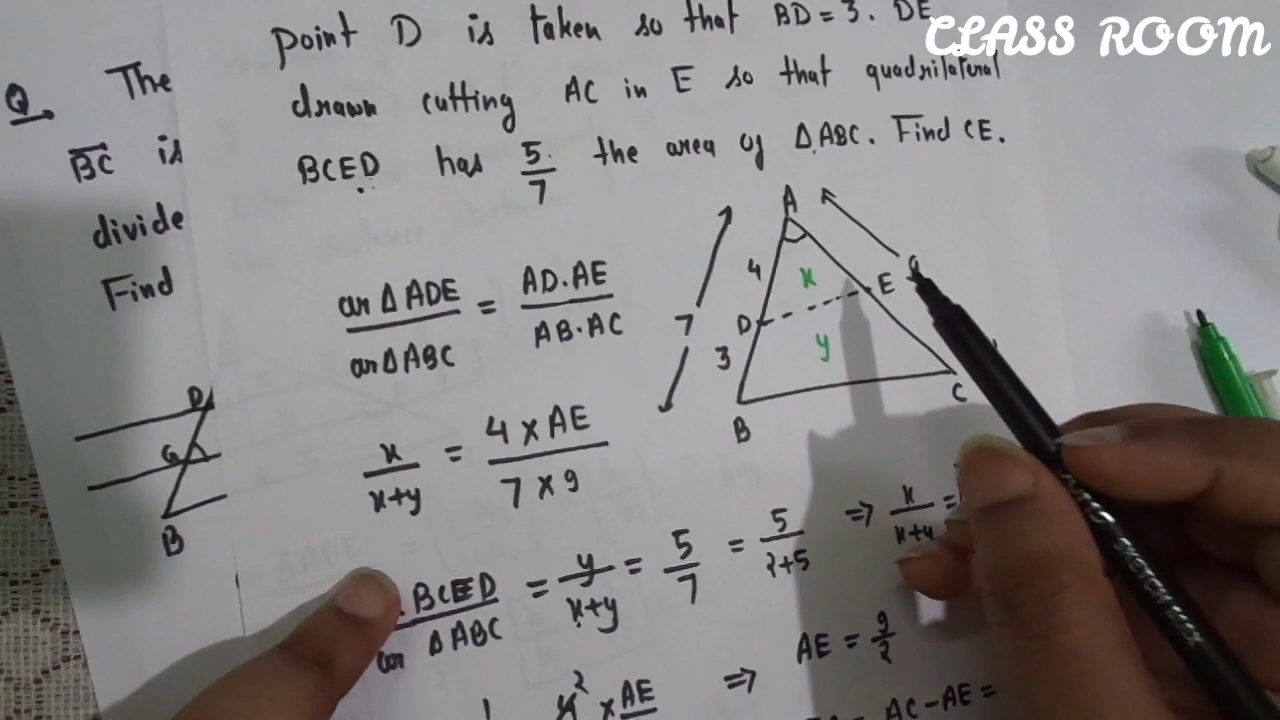 CLASS ROOM
point D is taken so that BD = 3. DE
drawn cutting AC in E so that quadrilateral
BCED has 5/7 the area of △ABC. Find CE.
Q The
BC is
divide
Find
ar△ADE / ar△ABC = AD·AE / AB·AC
x / x+y = 4 × AE / 7 × 9
BCED / ar △ABC = y / x+y = 5 / 7 = 5 / 2+5 ⇒ x / x+y =
AE = 9/2
× AE ⇒
AC - AE =
A
4
x
E
9
D
7
3
y
B
C
D
G
B